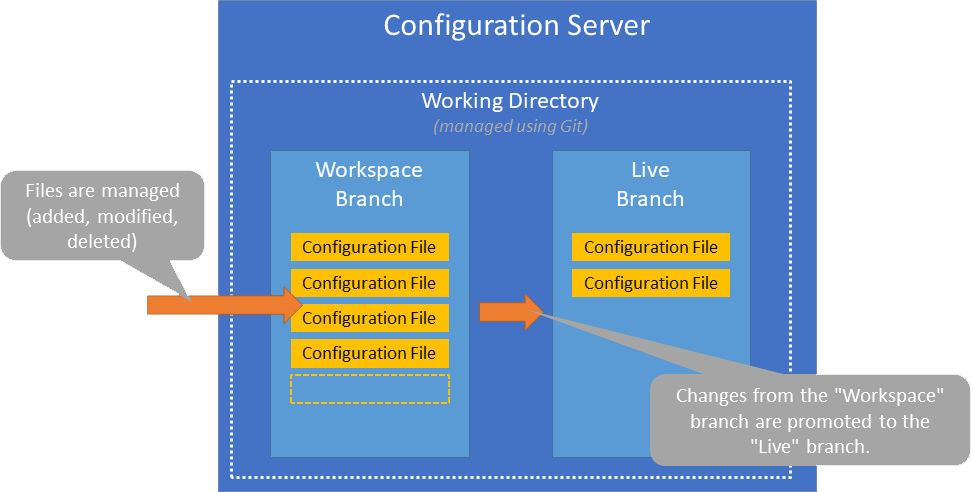 Configuration Server
Working Directory
(managed using Git)
Workspace
Branch
Live
Branch
Files are managed
(added, modified,
deleted)
Configuration File
Configuration File
Configuration File
Configuration File
Configuration File
Configuration File
Changes from the "Workspace"
branch are promoted to the
"Live" branch.